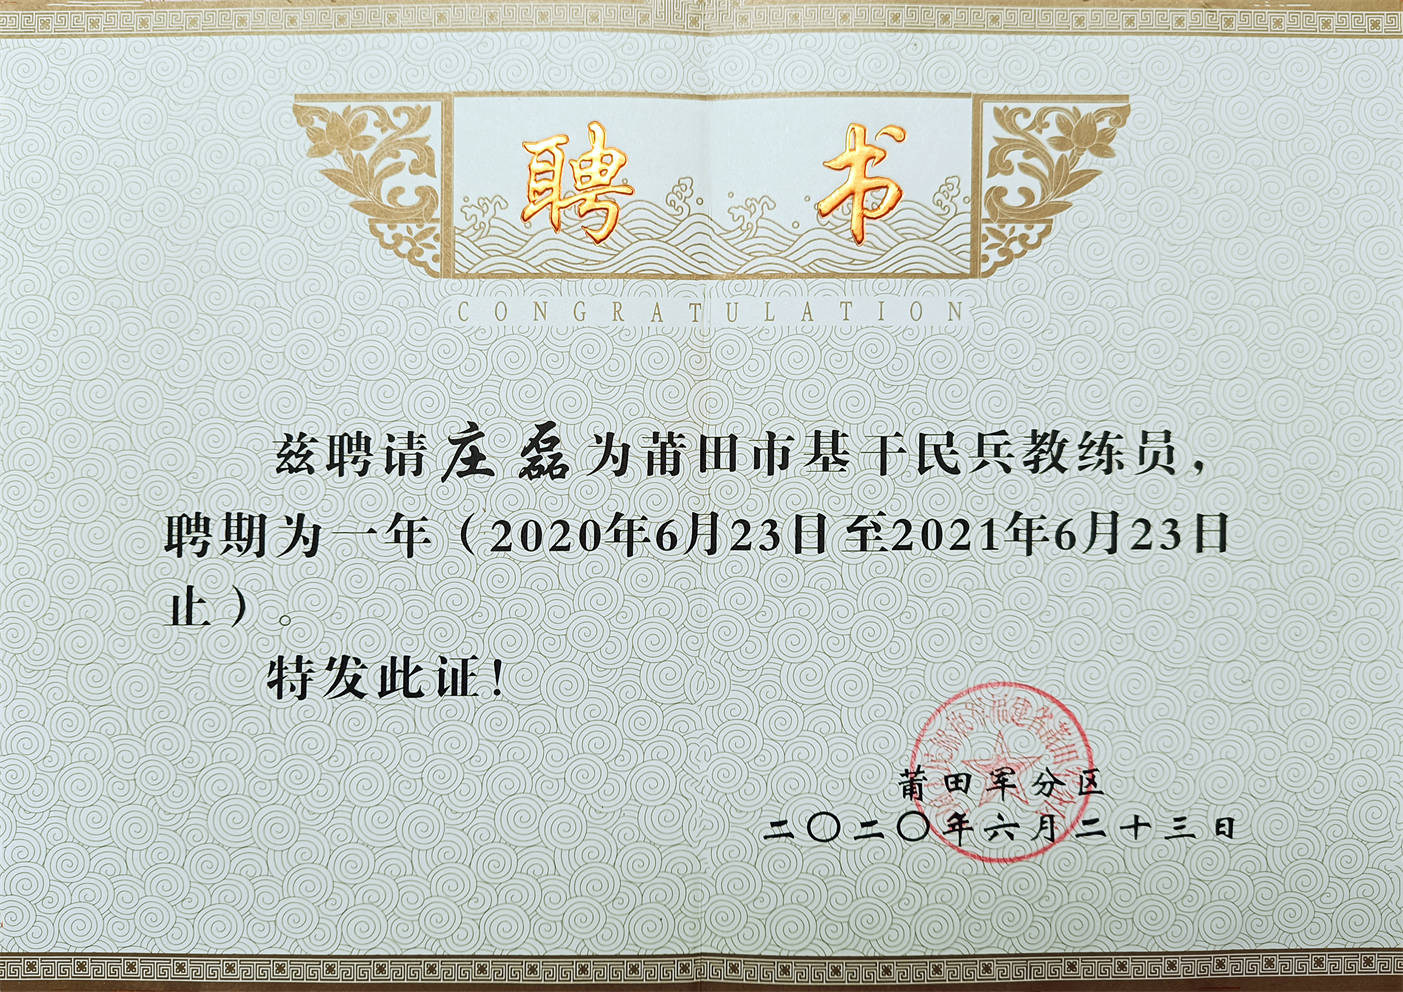 聘书
CONGRATULATION
兹聘请庄磊为莆田市基干民兵教练员，
聘期为一年（2020年6月23日至2021年6月23日
止）。
特发此证！
莆田军分区
二〇二〇年六月二十三日